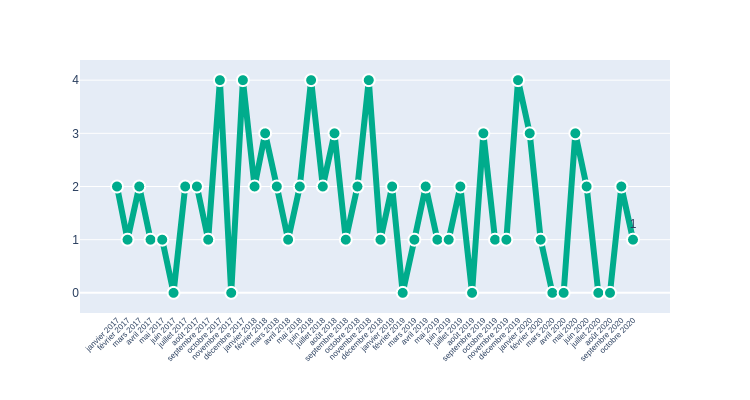 4
3
2
1
0
1
janvier 2017
février 2017
mars 2017
avril 2017
mai 2017
juin 2017
juillet 2017
août 2017
septembre 2017
octobre 2017
novembre 2017
décembre 2017
janvier 2018
février 2018
mars 2018
avril 2018
mai 2018
juin 2018
juillet 2018
août 2018
septembre 2018
octobre 2018
novembre 2018
décembre 2018
janvier 2019
février 2019
mars 2019
avril 2019
mai 2019
juin 2019
juillet 2019
août 2019
septembre 2019
octobre 2019
novembre 2019
décembre 2019
janvier 2020
février 2020
mars 2020
avril 2020
mai 2020
juin 2020
juillet 2020
août 2020
septembre 2020
octobre 2020